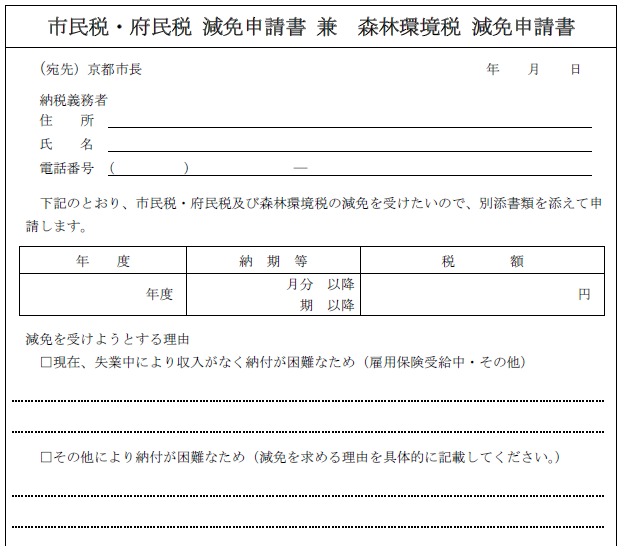 市民税・府民税 減免申請書 兼　森林環境税 減免申請書
(宛先) 京都市長　　年　　月　　日
納税義務者
住　　所
氏　　名
電話番号 (　　　　　)　　　　　　―
下記のとおり、市民税・府民税及び森林環境税の減免を受けたいので、別添書類を添えて申
請します。
年　　度　　納　期　等　　税　　　　額
年度　　月分　以降　　円
期　以降
減免を受けようとする理由
□現在、失業中により収入がなく納付が困難なため（雇用保険受給中・その他）
□その他により納付が困難なため（減免を求める理由を具体的に記載してください。）